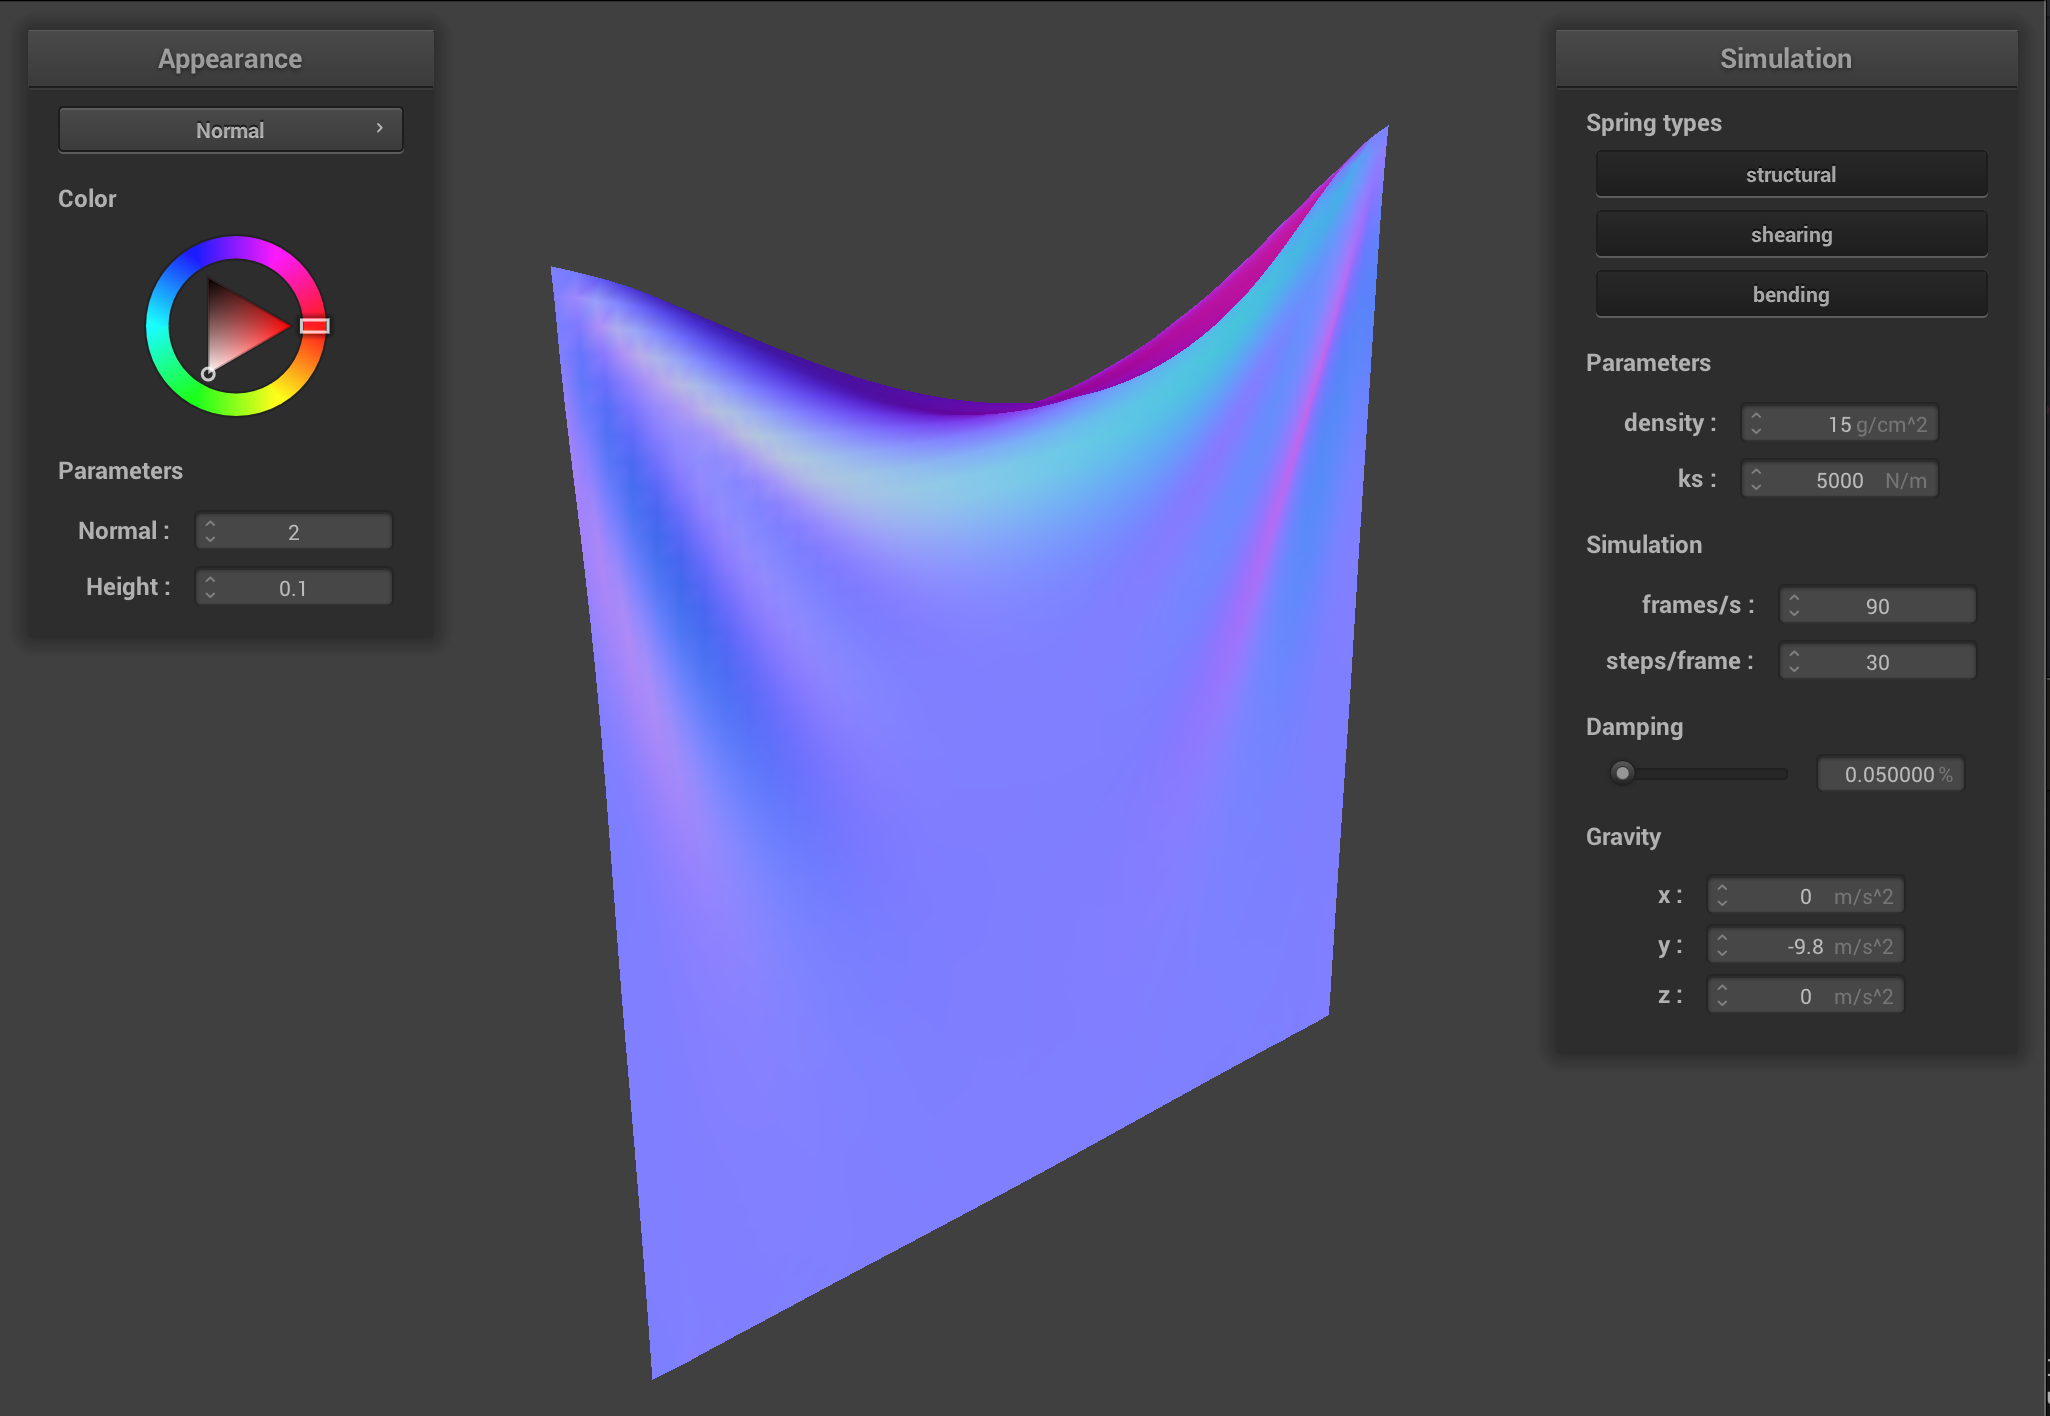 Appearance
Normal
Color
Parameters
Normal : 2
Height : 0.1
Simulation
Spring types
structural
shearing
bending
Parameters
density : 15 g/cm^2
ks : 5000 N/m
Simulation
frames/s : 90
steps/frame : 30
Damping
0.050000 %
Gravity
x : 0 m/s^2
y : -9.8 m/s^2
z : 0 m/s^2